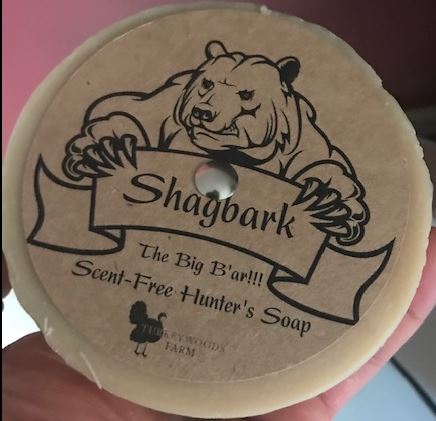 Shagbark
The Big B'ar!!!
Scent-Free Hunter's Soap
TURKEYWOODS
FARM